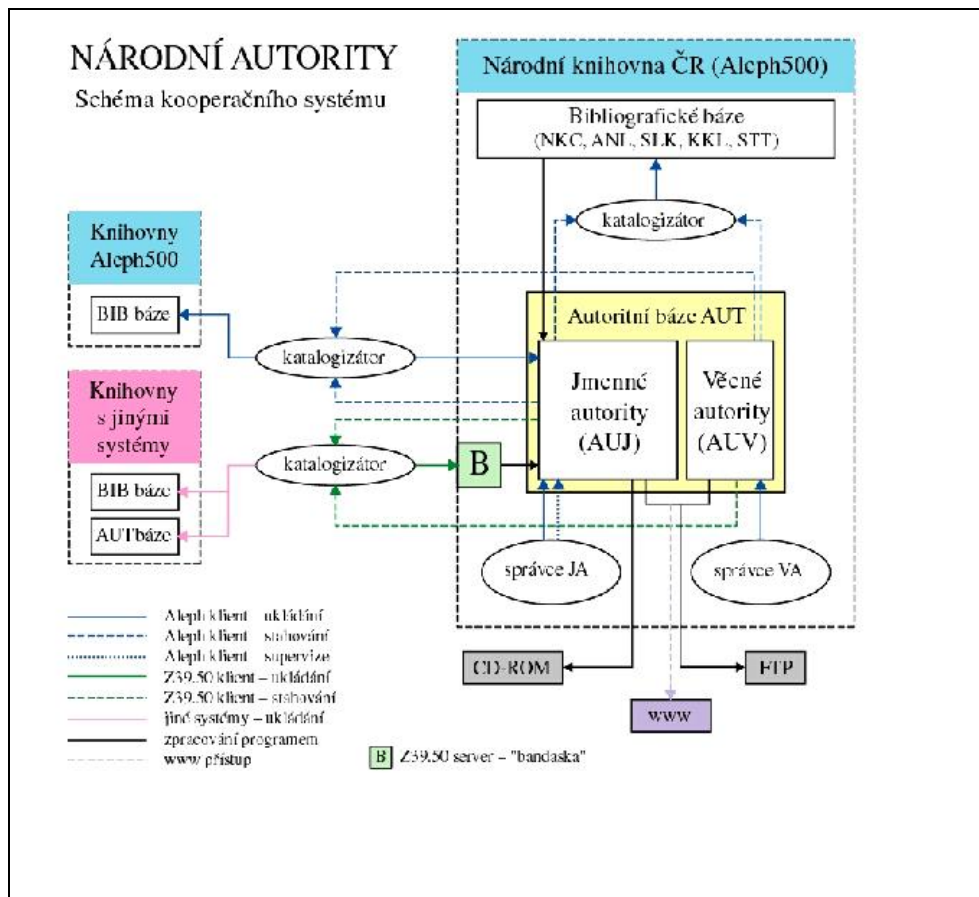 NÁRODNÍ AUTORITY
Schéma kooperačního systému
Národní knihovna ČR (Aleph500)
Bibliografické báze
(NKC, ANL, SLK, KKL, STT)
katalogizátor
Knihovny
Aleph500
BIB báze
katalogizátor
Autoritní báze AUT
Jmenné
autority
(AUJ)
Věcné
autority
(AUV)
Knihovny
s jinými
systémy
BIB báze
AUTbáze
katalogizátor
B
správce JA
správce VA
CD-ROM
FTP
www
Aleph klient – ukládání
Aleph klient – stahování
Aleph klient – supervize
Z39.50 klient – ukládání
Z39.50 klient – stahování
jiné systémy – ukládání
zpracování programem
www přístup
B Z39.50 server – "bandaska"